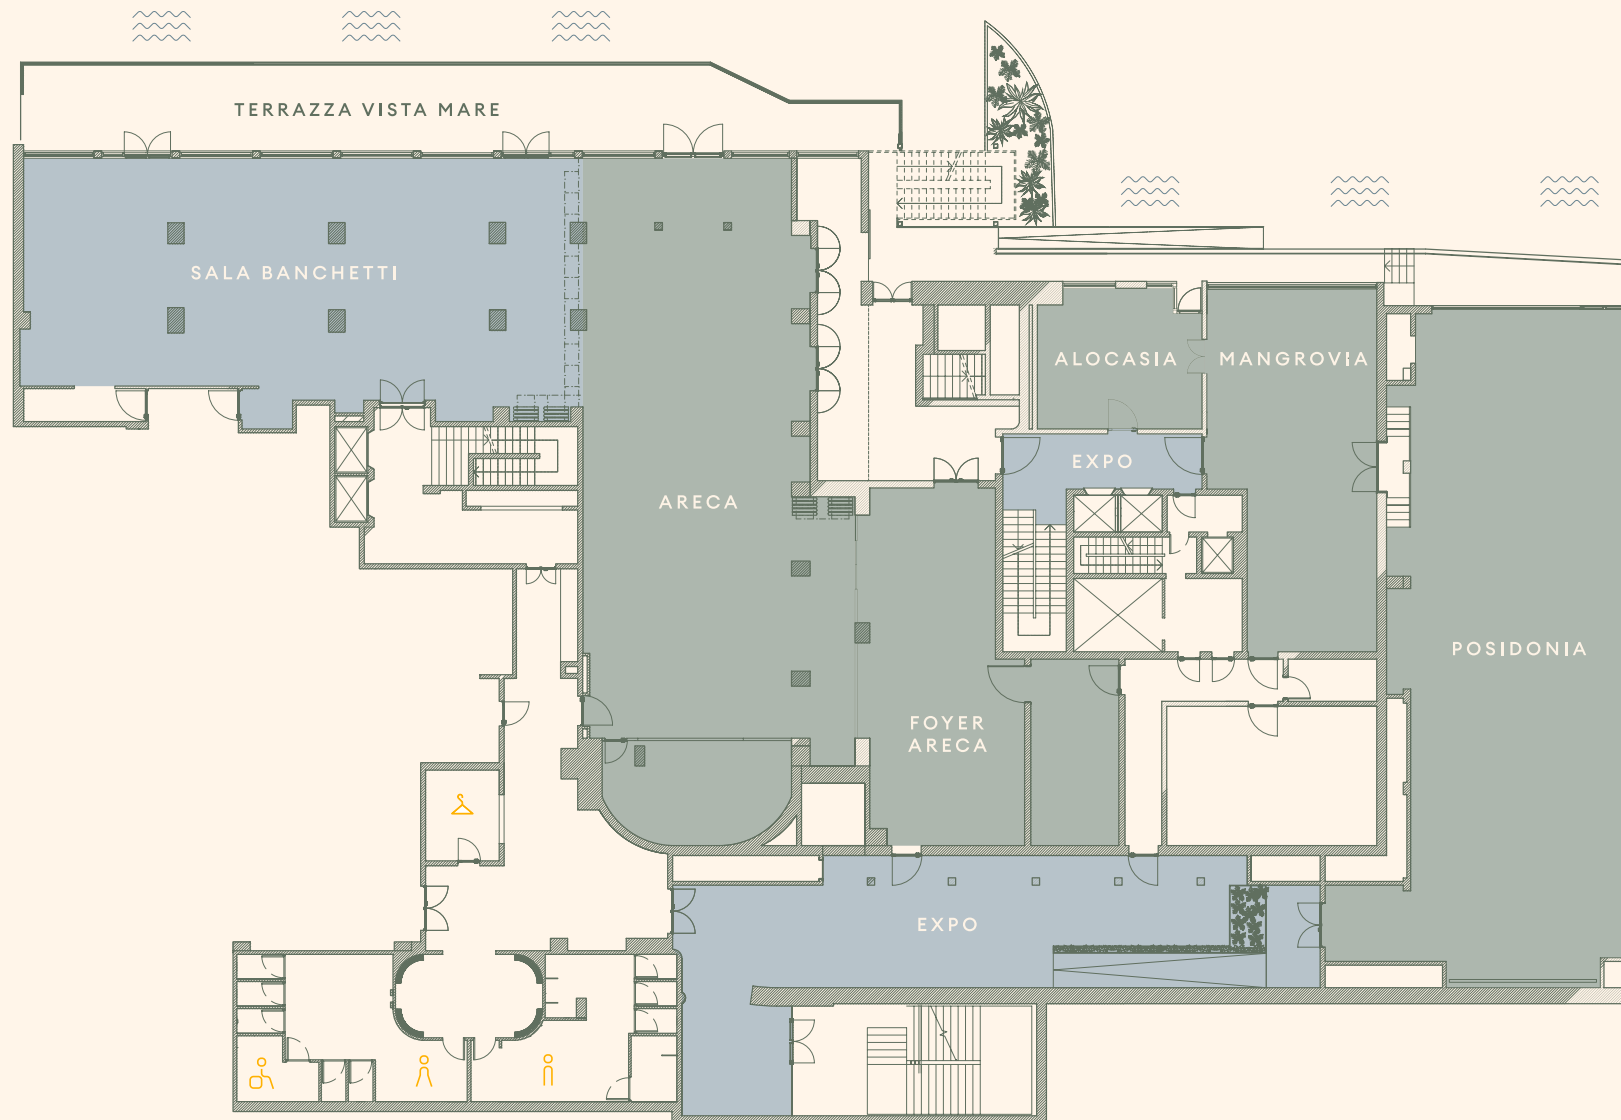 TERRAZZA VISTA MARE
SALA BANCHETTI
ALOCASIA
MANGROVIA
EXPO
ARECA
POSIDONIA
FOYER
ARECA
EXPO